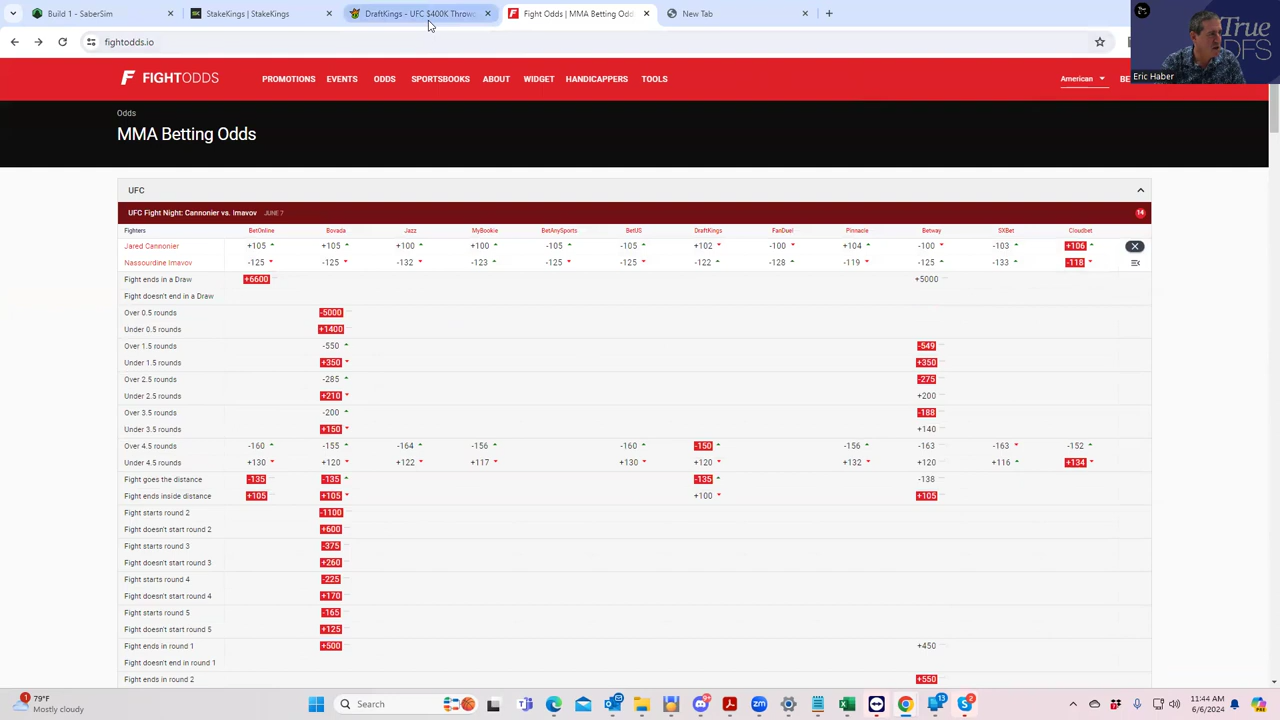 Build 1 - SaberSim
StakeKings | StakeKings
DraftKings - UFC $400K Throwd
Fight Odds | MMA Betting Odd
New Tab
fightodds.io
True
DFS
Eric Haber
FIGHTODDS
PROMOTIONS EVENTS ODDS SPORTSBOOKS ABOUT WIDGET HANDICAPPERS TOOLS American BE
Odds
MMA Betting Odds
UFC
UFC Fight Night: Cannonier vs. Imavov JUNE 7 14
Fighters BetOnline Bovada Jazz MyBookie BetAnySports BetUS DraftKings FanDuel Pinnacle Betway SXBet Cloudbet
Jared Cannonier +105 +105 +100 +100 -105 -105 +102 -100 +104 -100 -103 +106
Nassourdine Imavov -125 -125 -132 -123 -125 -125 -122 -128 -119 -125 -133 -118
Fight ends in a Draw +6600 +5000
Fight doesn't end in a Draw
Over 0.5 rounds -5000
Under 0.5 rounds +1400
Over 1.5 rounds -550 -549
Under 1.5 rounds +350 +350
Over 2.5 rounds -285 -275
Under 2.5 rounds +210 +200
Over 3.5 rounds -200 -188
Under 3.5 rounds +150 +140
Over 4.5 rounds -160 -155 -164 -156 -160 -150 -156 -163 -163 -152
Under 4.5 rounds +130 +120 +122 +117 +130 +120 +132 +120 +116 +134
Fight goes the distance -135 -135 -135 -138
Fight ends inside distance +105 +105 +100 +105
Fight starts round 2 -1100
Fight doesn't start round 2 +600
Fight starts round 3 -375
Fight doesn't start round 3 +260
Fight starts round 4 -225
Fight doesn't start round 4 +170
Fight starts round 5 -165
Fight doesn't start round 5 +125
Fight ends in round 1 +500 +450
Fight doesn't end in round 1
Fight ends in round 2 +550
79°F
Mostly cloudy
Search
11:44 AM
6/6/2024